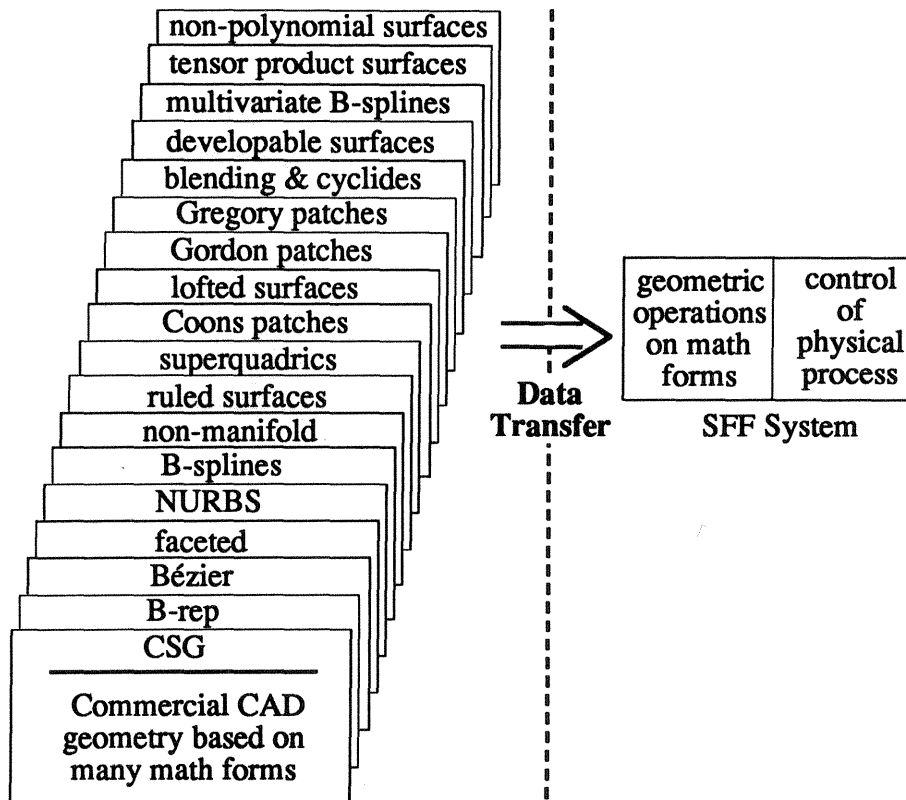 non-polynomial surfaces
tensor product surfaces
multivariate B-splines
developable surfaces
blending & cyclides
Gregory patches
Gordon patches
lofted surfaces
Coons patches
superquadrics
ruled surfaces
non-manifold
B-splines
NURBS
faceted
Bézier
B-rep
CSG
Commercial CAD
geometry based on
many math forms
Data
Transfer
geometric
operations
on math
forms
control
of
physical
process
SFF System